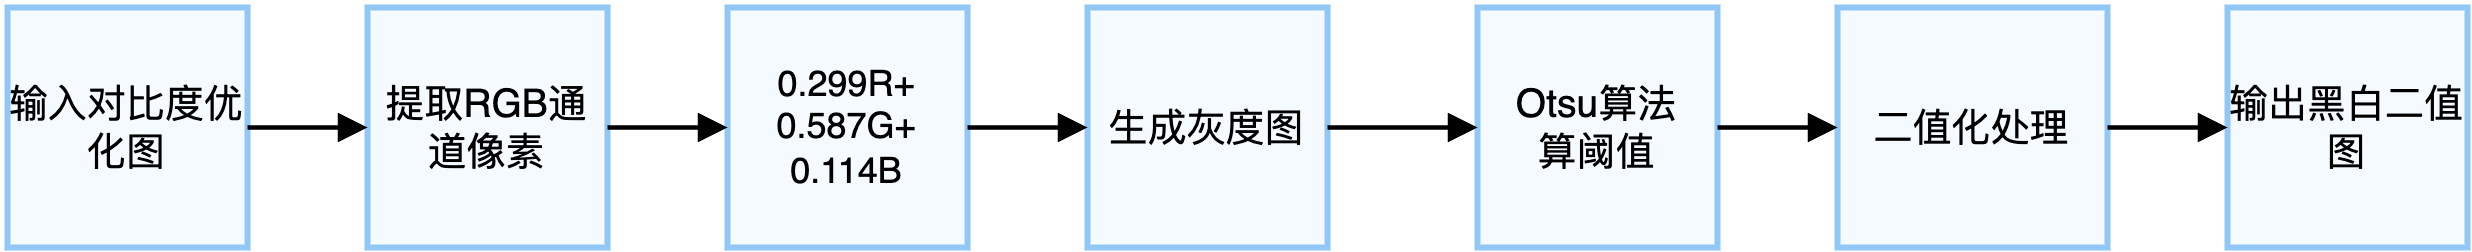 输入对比度优
化图
提取RGB通
道像素
0.299R+
0.587G+
0.114B
生成灰度图
Otsu算法
算阈值
二值化处理
输出黑白二值
图